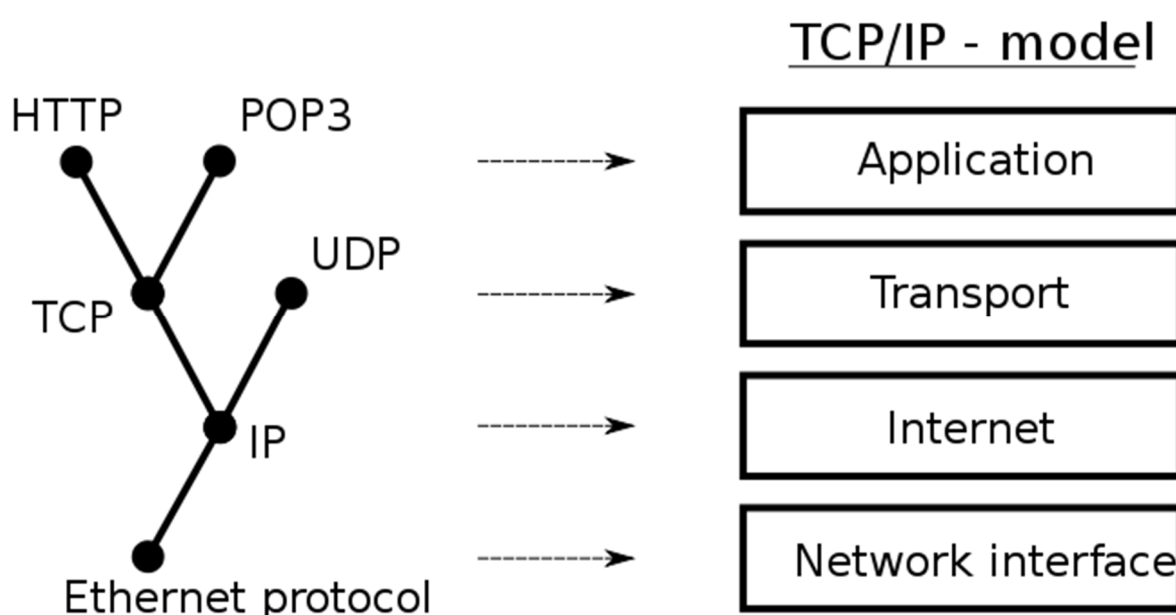 TCP/IP - model
HTTP
POP3
Application
UDP
TCP
Transport
IP
Internet
Ethernet protocol
Network interface